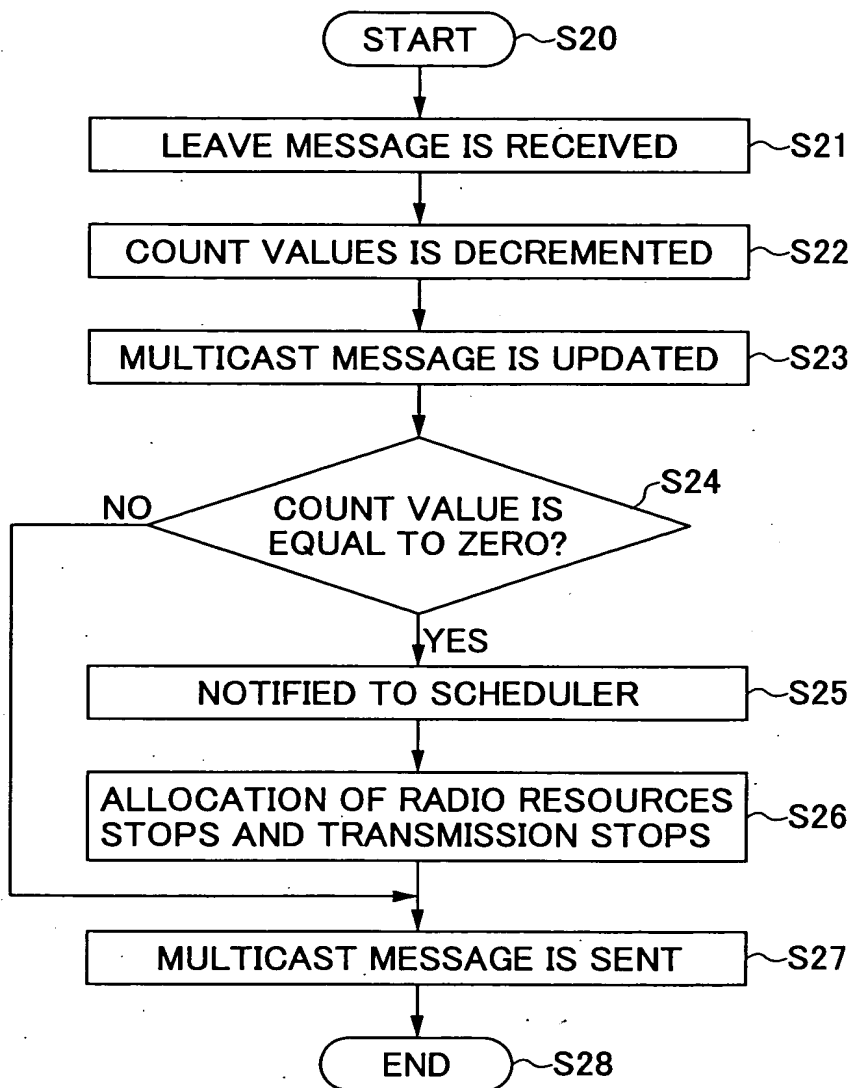 START
S20
LEAVE MESSAGE IS RECEIVED
S21
COUNT VALUES IS DECREMENTED
S22
MULTICAST MESSAGE IS UPDATED
S23
S24
NO
COUNT VALUE IS
EQUAL TO ZERO?
YES
NOTIFIED TO SCHEDULER
S25
ALLOCATION OF RADIO RESOURCES
STOPS AND TRANSMISSION STOPS
S26
MULTICAST MESSAGE IS SENT
S27
END
S28